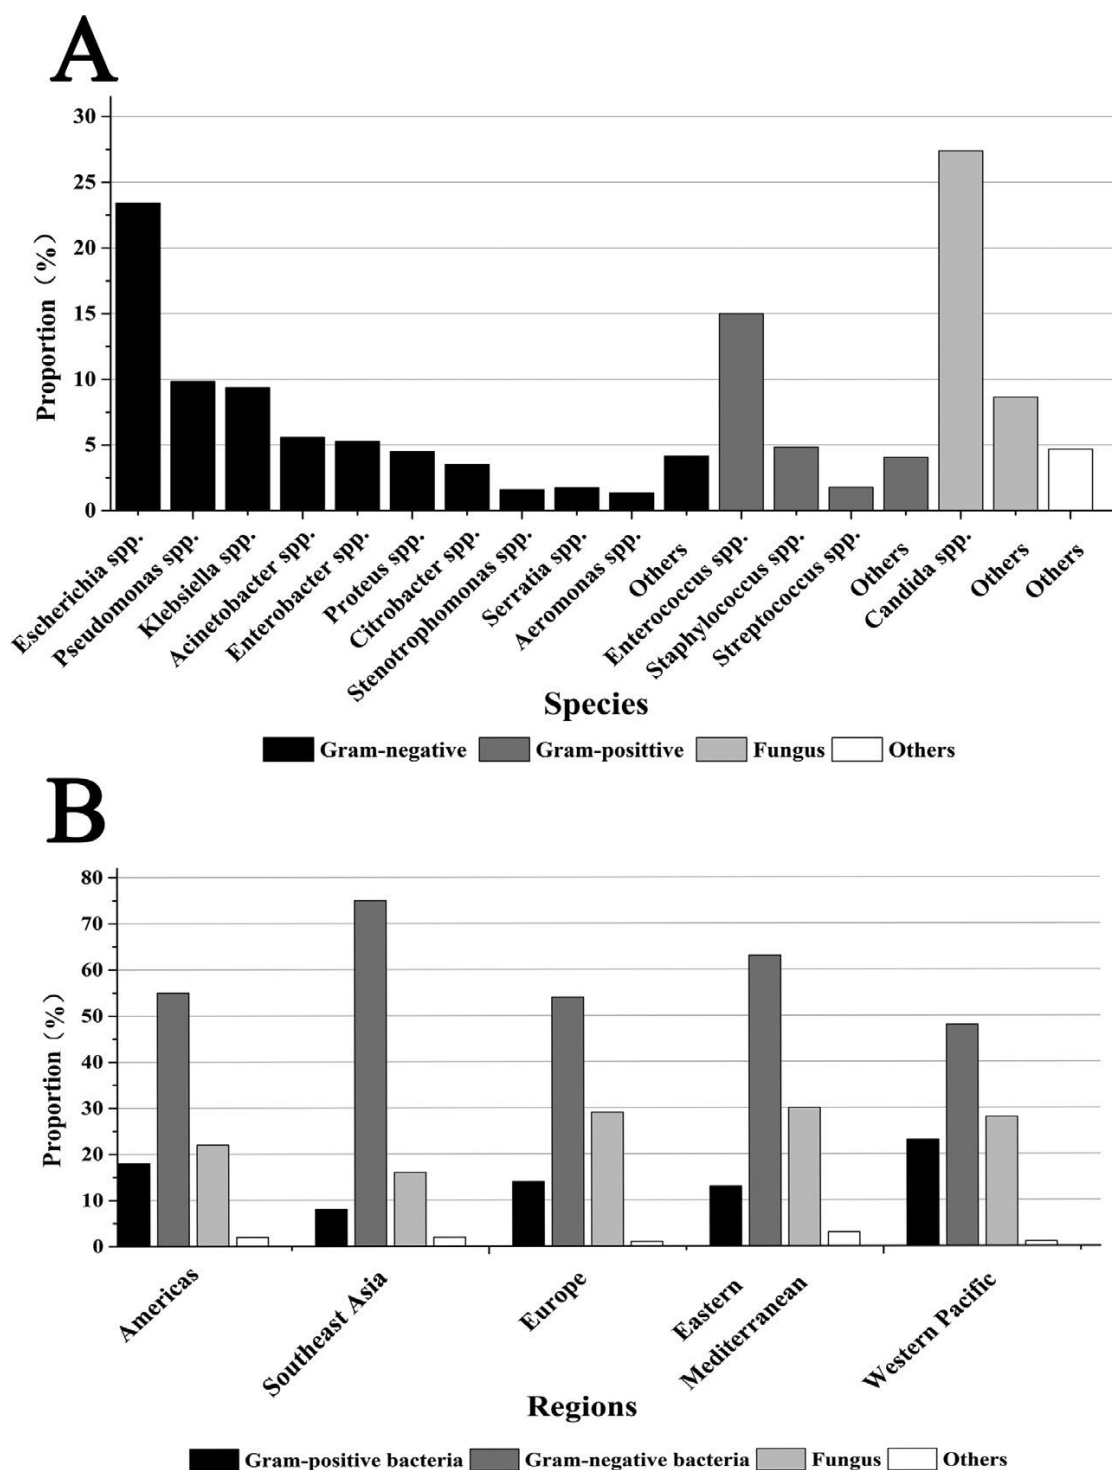 A
30
25
20
15
10
5
0
Proportion (%)
Escherichia spp.
Pseudomonas spp.
Klebsiella spp.
Acinetobacter spp.
Enterobacter spp.
Proteus spp.
Citrobacter spp.
Stenotrophomonas spp.
Serratia spp.
Aeromonas spp.
Others
Enterococcus spp.
Staphylococcus spp.
Streptococcus spp.
Others
Candida spp.
Others
Others
Species
Gram-negative Gram-posittive Fungus Others
B
80
70
60
50
40
30
20
10
0
Proportion (%)
Americas
Southeast Asia
Europe
Eastern
Mediterranean
Western Pacific
Regions
Gram-positive bacteria Gram-negative bacteria Fungus Others